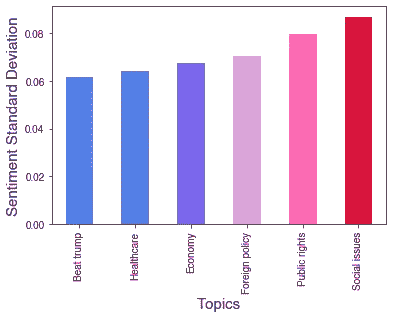 Sentiment Standard Deviation
0.08
0.06
0.04
0.02
0.00
Beat trump
Healthcare
Economy
Foreign policy
Public rights
Social issues
Topics